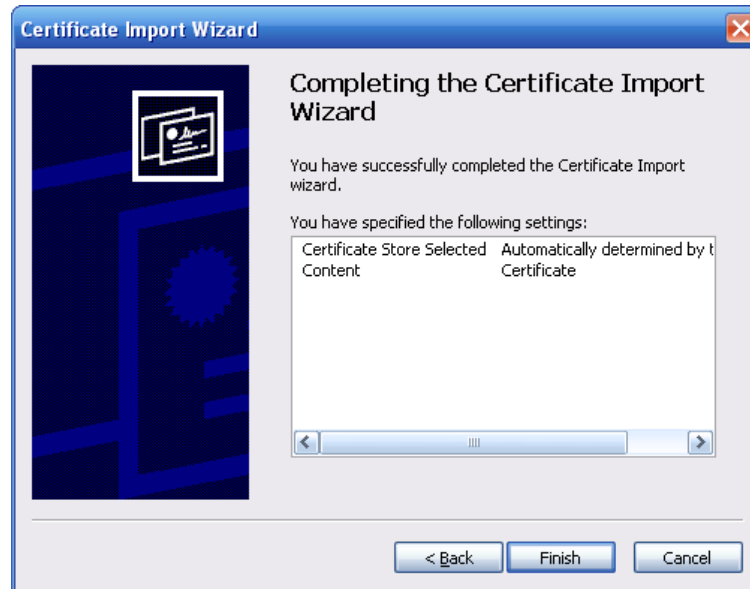 Certificate Import Wizard
Completing the Certificate Import
Wizard
You have successfully completed the Certificate Import
wizard.
You have specified the following settings:
Certificate Store Selected Automatically determined by t
Content Certificate
< Back Finish Cancel